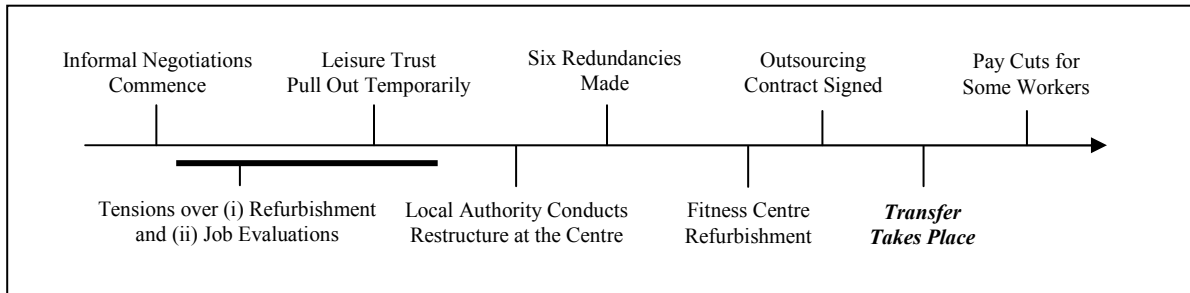 Informal Negotiations
Commence
Leisure Trust
Pull Out Temporarily
Six Redundancies
Made
Outsourcing
Contract Signed
Pay Cuts for
Some Workers
Tensions over (i) Refurbishment
and (ii) Job Evaluations
Local Authority Conducts
Restructure at the Centre
Fitness Centre
Refurbishment
Transfer
Takes Place